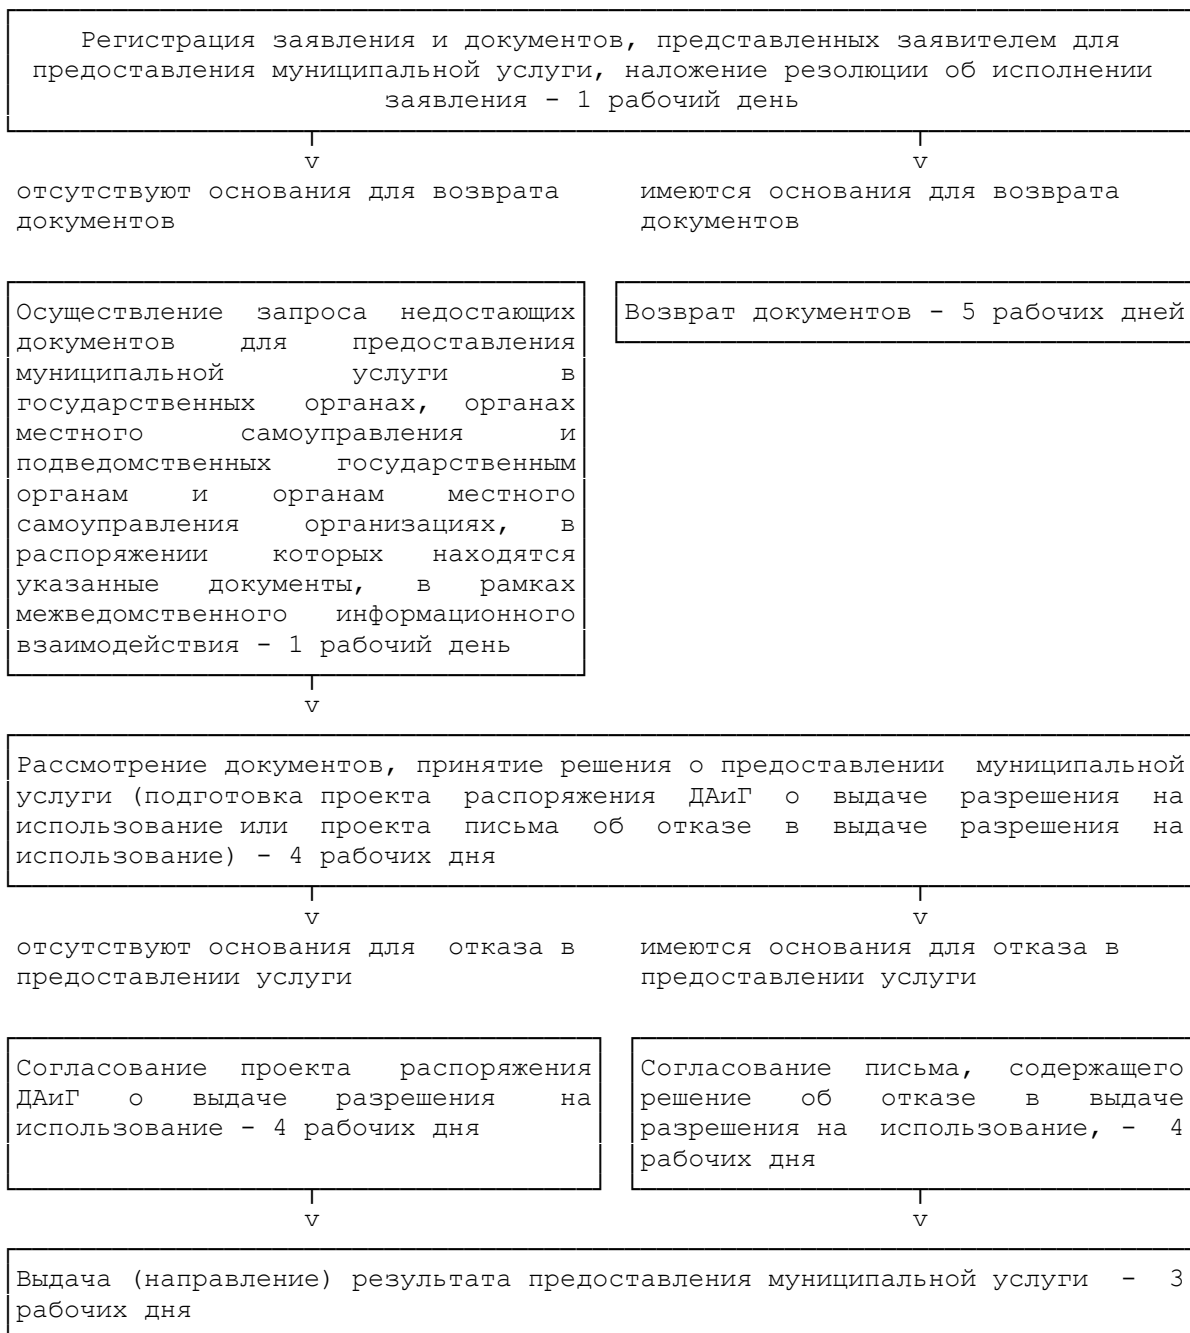 Регистрация заявления и документов, представленных заявителем для
предоставления муниципальной услуги, наложение резолюции об исполнении
заявления - 1 рабочий день
v
v
отсутствуют основания для возврата
документов
имеются основания для возврата
документов
Осуществление запроса недостающих
документов для предоставления
муниципальной услуги в
государственных органах, органах
местного самоуправления и
подведомственных государственным
органам и органам местного
самоуправления организациях, в
распоряжении которых находятся
указанные документы, в рамках
межведомственного информационного
взаимодействия - 1 рабочий день
Возврат документов - 5 рабочих дней
v
Рассмотрение документов, принятие решения о предоставлении муниципальной
услуги (подготовка проекта распоряжения ДАиГ о выдаче разрешения на
использование или проекта письма об отказе в выдаче разрешения на
использование) - 4 рабочих дня
v
v
отсутствуют основания для отказа в
предоставлении услуги
имеются основания для отказа в
предоставлении услуги
Согласование проекта распоряжения
ДАиГ о выдаче разрешения на
использование - 4 рабочих дня
Согласование письма, содержащего
решение об отказе в выдаче
разрешения на использование, - 4
рабочих дня
v
v
Выдача (направление) результата предоставления муниципальной услуги - 3
рабочих дня